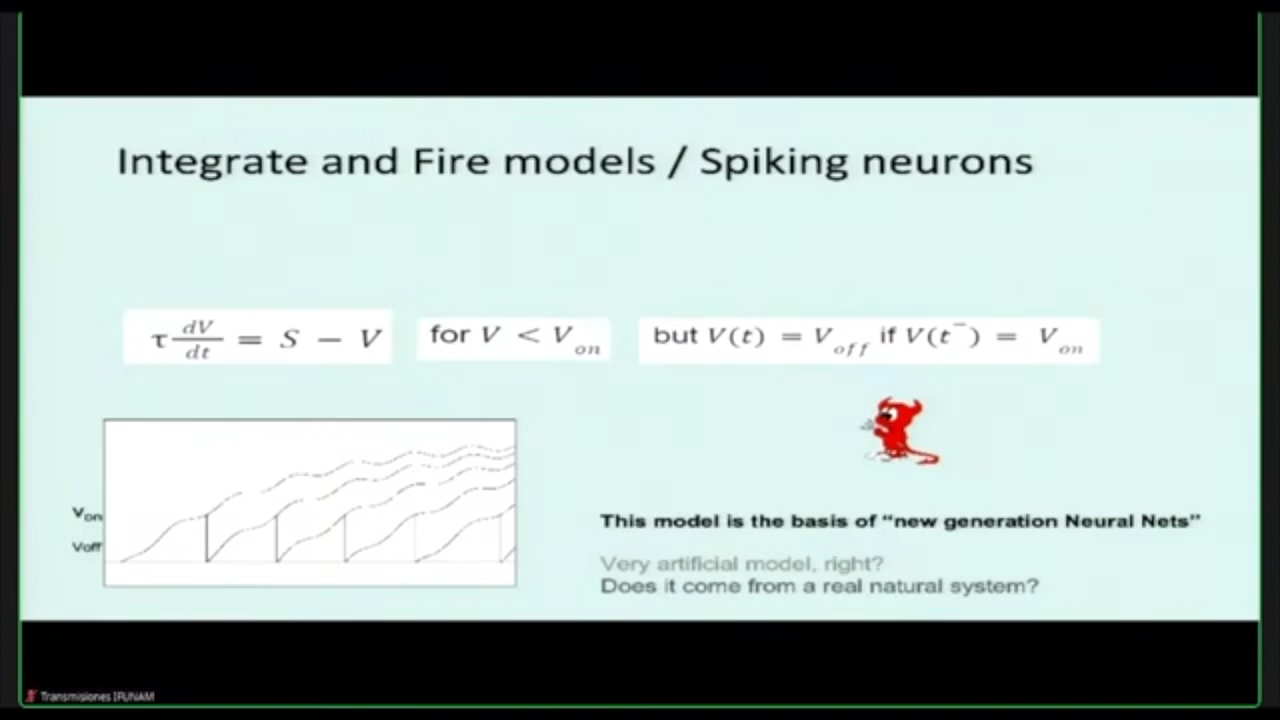 Integrate and Fire models / Spiking neurons
τ dV/dt = S − V for V < V_on but V(t) = V_off if V(t⁻) = V_on
V_on
V_off
This model is the basis of “new generation Neural Nets”
Very artificial model, right?
Does it come from a real natural system?
Transmisiones IFUNAM